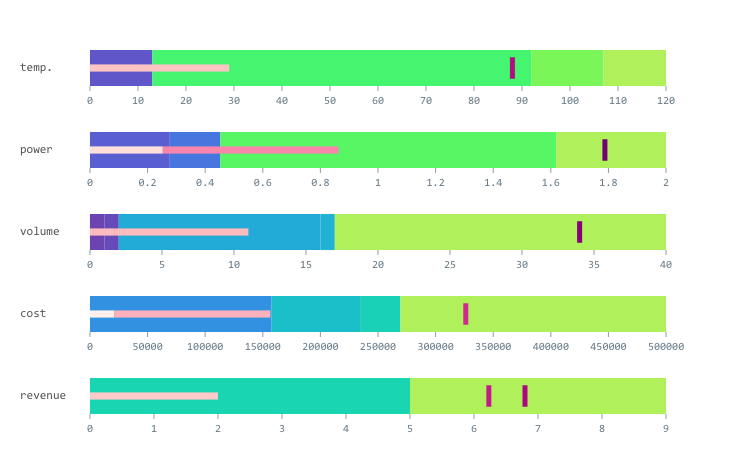 temp.
0 10 20 30 40 50 60 70 80 90 100 110 120
power
0 0.2 0.4 0.6 0.8 1 1.2 1.4 1.6 1.8 2
volume
0 5 10 15 20 25 30 35 40
cost
0 50000 100000 150000 200000 250000 300000 350000 400000 450000 500000
revenue
0 1 2 3 4 5 6 7 8 9